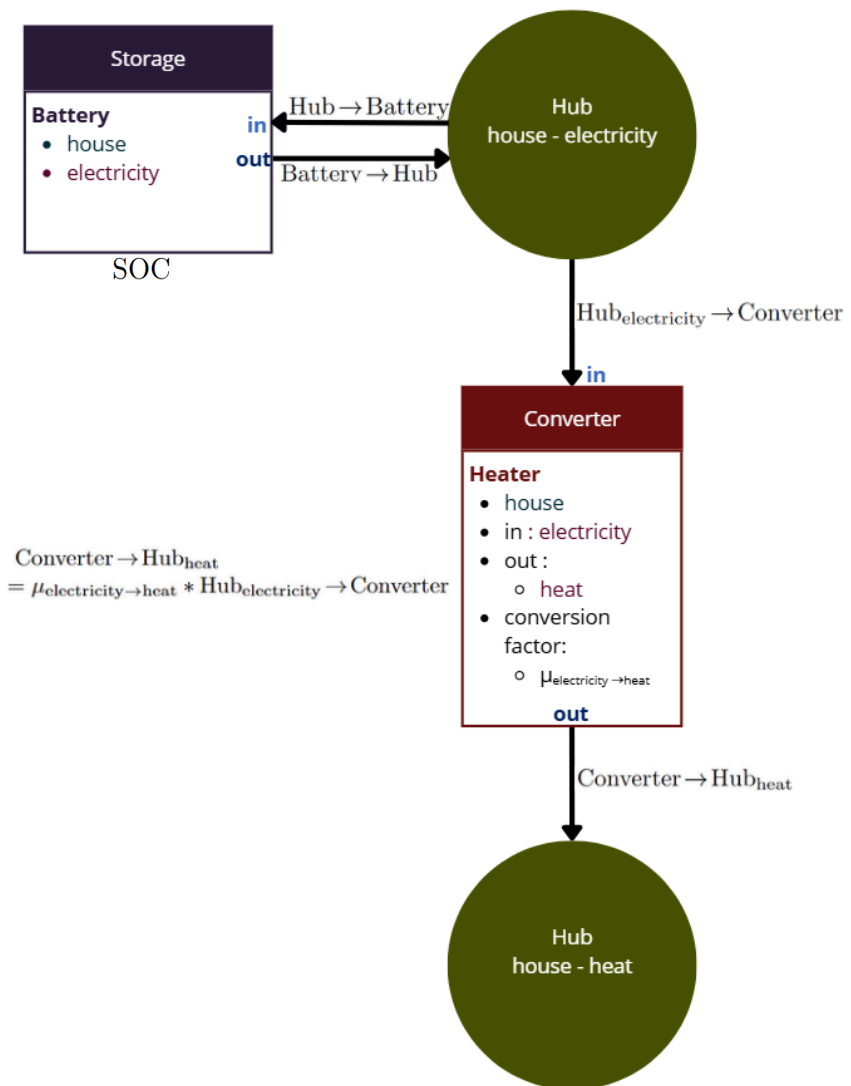 Storage
Battery
• house
• electricity
in
out
SOC
Hub→Battery
Battery→Hub
Hub
house - electricity
Hub_electricity→Converter
in
Converter
Heater
• house
• in : electricity
• out :
○ heat
• conversion
factor:
○ μ_electricity→heat
out
Converter→Hub_heat
= μ_electricity→heat * Hub_electricity→Converter
Converter→Hub_heat
Hub
house - heat